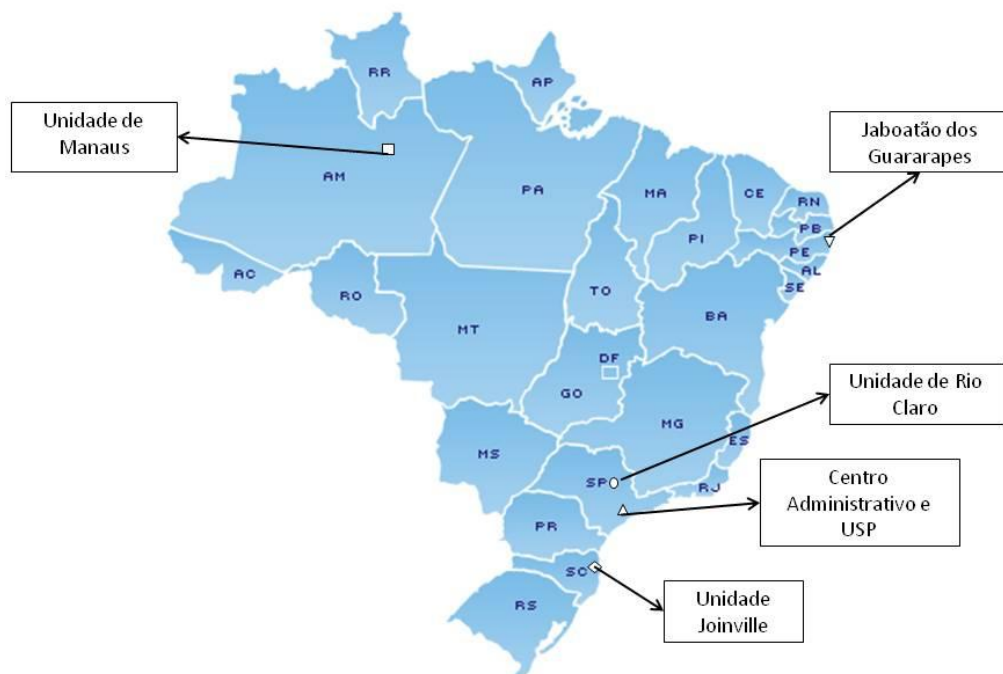 RR
AP
Unidade de
Manaus
Jaboatão dos
Guararapes
AM
PA
MA
CE
RN
PB
PI
PE
AL
SE
AC
RO
TO
MT
BA
DF
GO
Unidade de Rio
Claro
MG
ES
MS
SP
RJ
Centro
Administrativo e
USP
PR
SC
Unidade
Joinville
RS